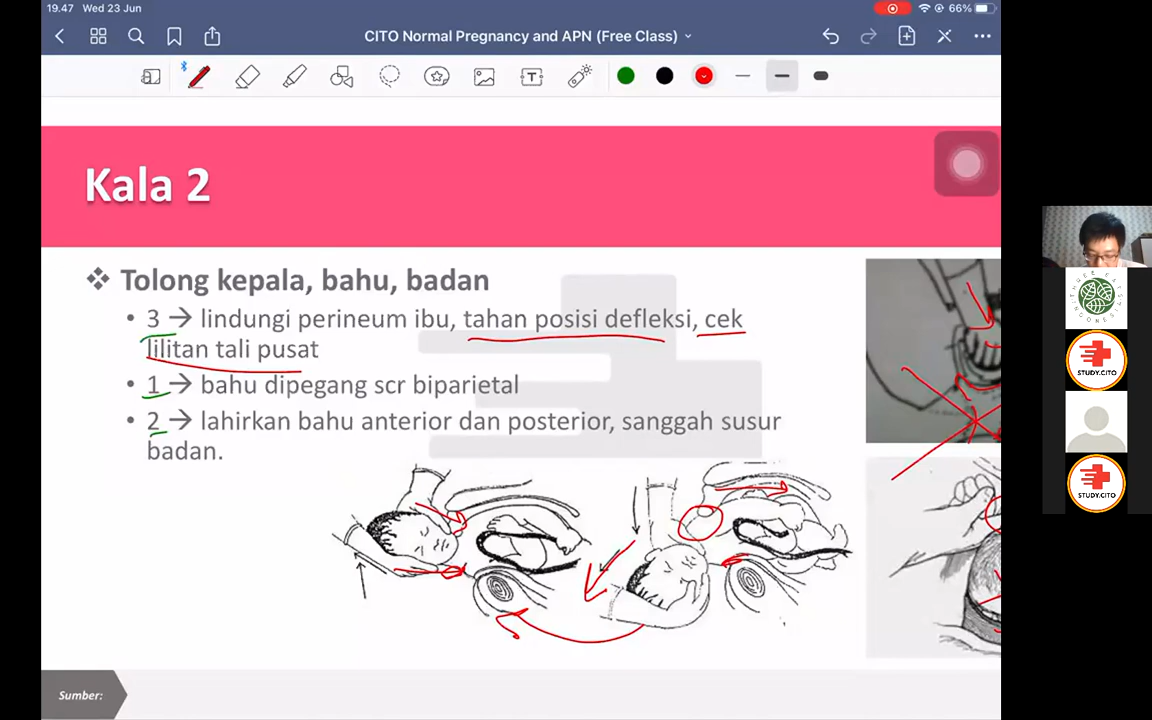 19.47 Wed 23 Jun
66%
CITO Normal Pregnancy and APN (Free Class)
T
Kala 2
❖ Tolong kepala, bahu, badan
• 3 → lindungi perineum ibu, tahan posisi defleksi, cek
lilitan tali pusat
• 1 → bahu dipegang scr biparietal
• 2 → lahirkan bahu anterior dan posterior, sanggah susur
badan.
Sumber:
STUDY.CITO
STUDY.CITO